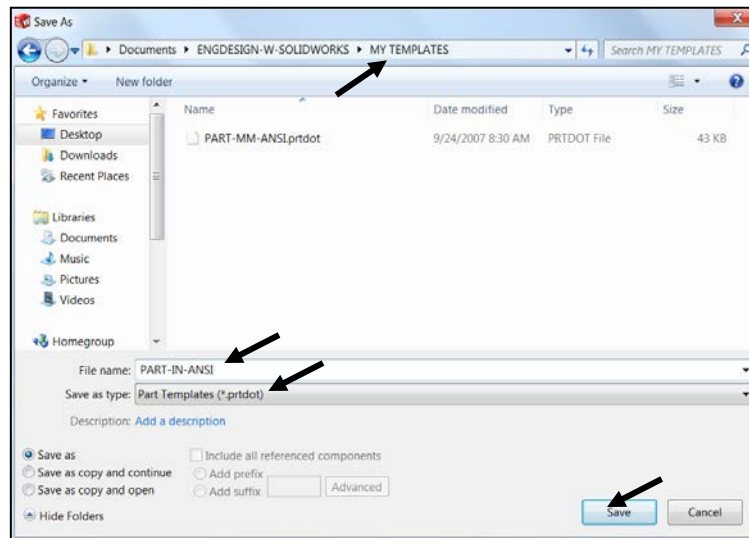 Save As
Documents ENGDESIGN-W-SOLIDWORKS MY TEMPLATES Search MY TEMPLATES
Organize New folder
Name Date modified Type Size
PART-MM-ANSI.prtdot 9/24/2007 8:30 AM PRTDOT File 43 KB
Favorites
Desktop
Downloads
Recent Places
Libraries
Documents
Music
Pictures
Videos
Homegroup
File name: PART-IN-ANSI
Save as type: Part Templates (*.prtdot)
Description: Add a description
Save as
Save as copy and continue
Save as copy and open
Include all referenced components
Add prefix
Add suffix Advanced
Hide Folders
Save Cancel